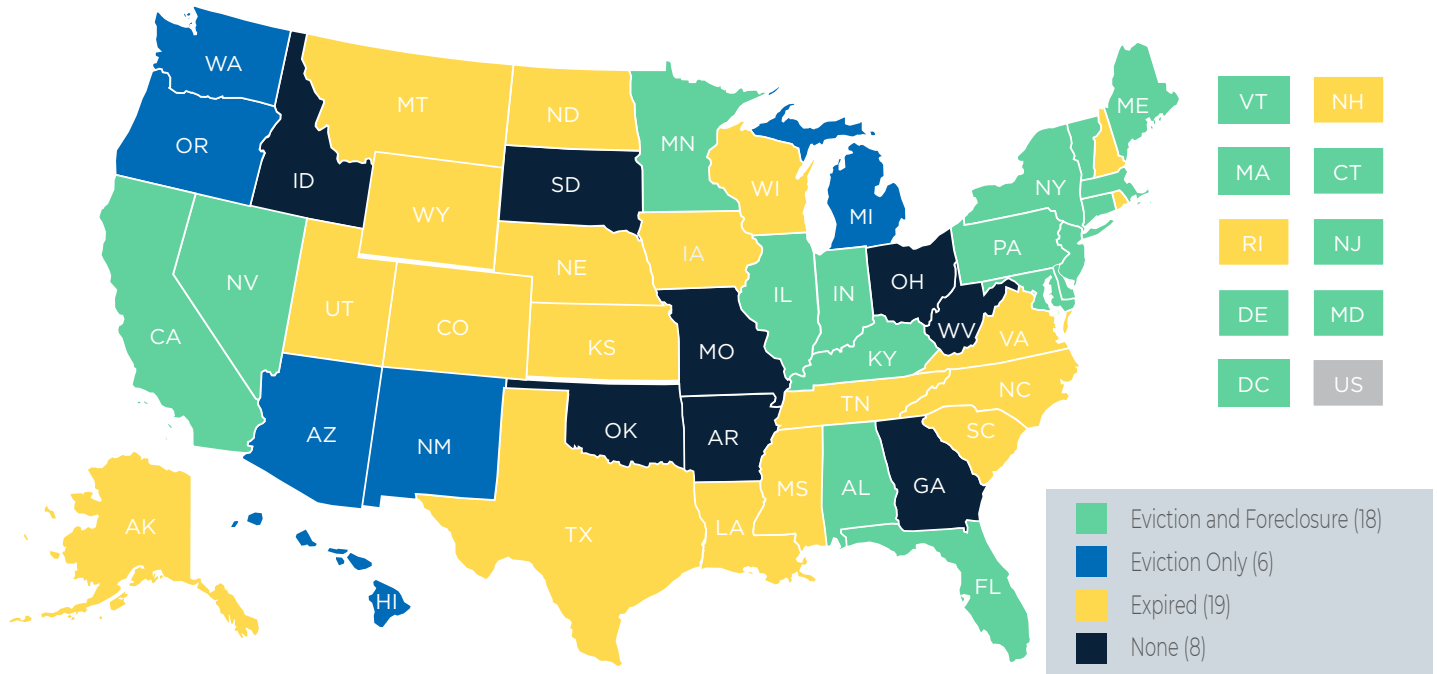 WA
MT
ND
MN
ME
VT
NH
OR
ID
SD
WI
NY
MA
CT
WY
MI
PA
RI
NJ
NV
NE
IA
IL
IN
OH
UT
CO
KS
MO
KY
WV
VA
DE
MD
CA
TN
NC
DC
US
AZ
NM
OK
AR
SC
MS
AL
GA
AK
TX
LA
FL
HI
Eviction and Foreclosure (18)
Eviction Only (6)
Expired (19)
None (8)